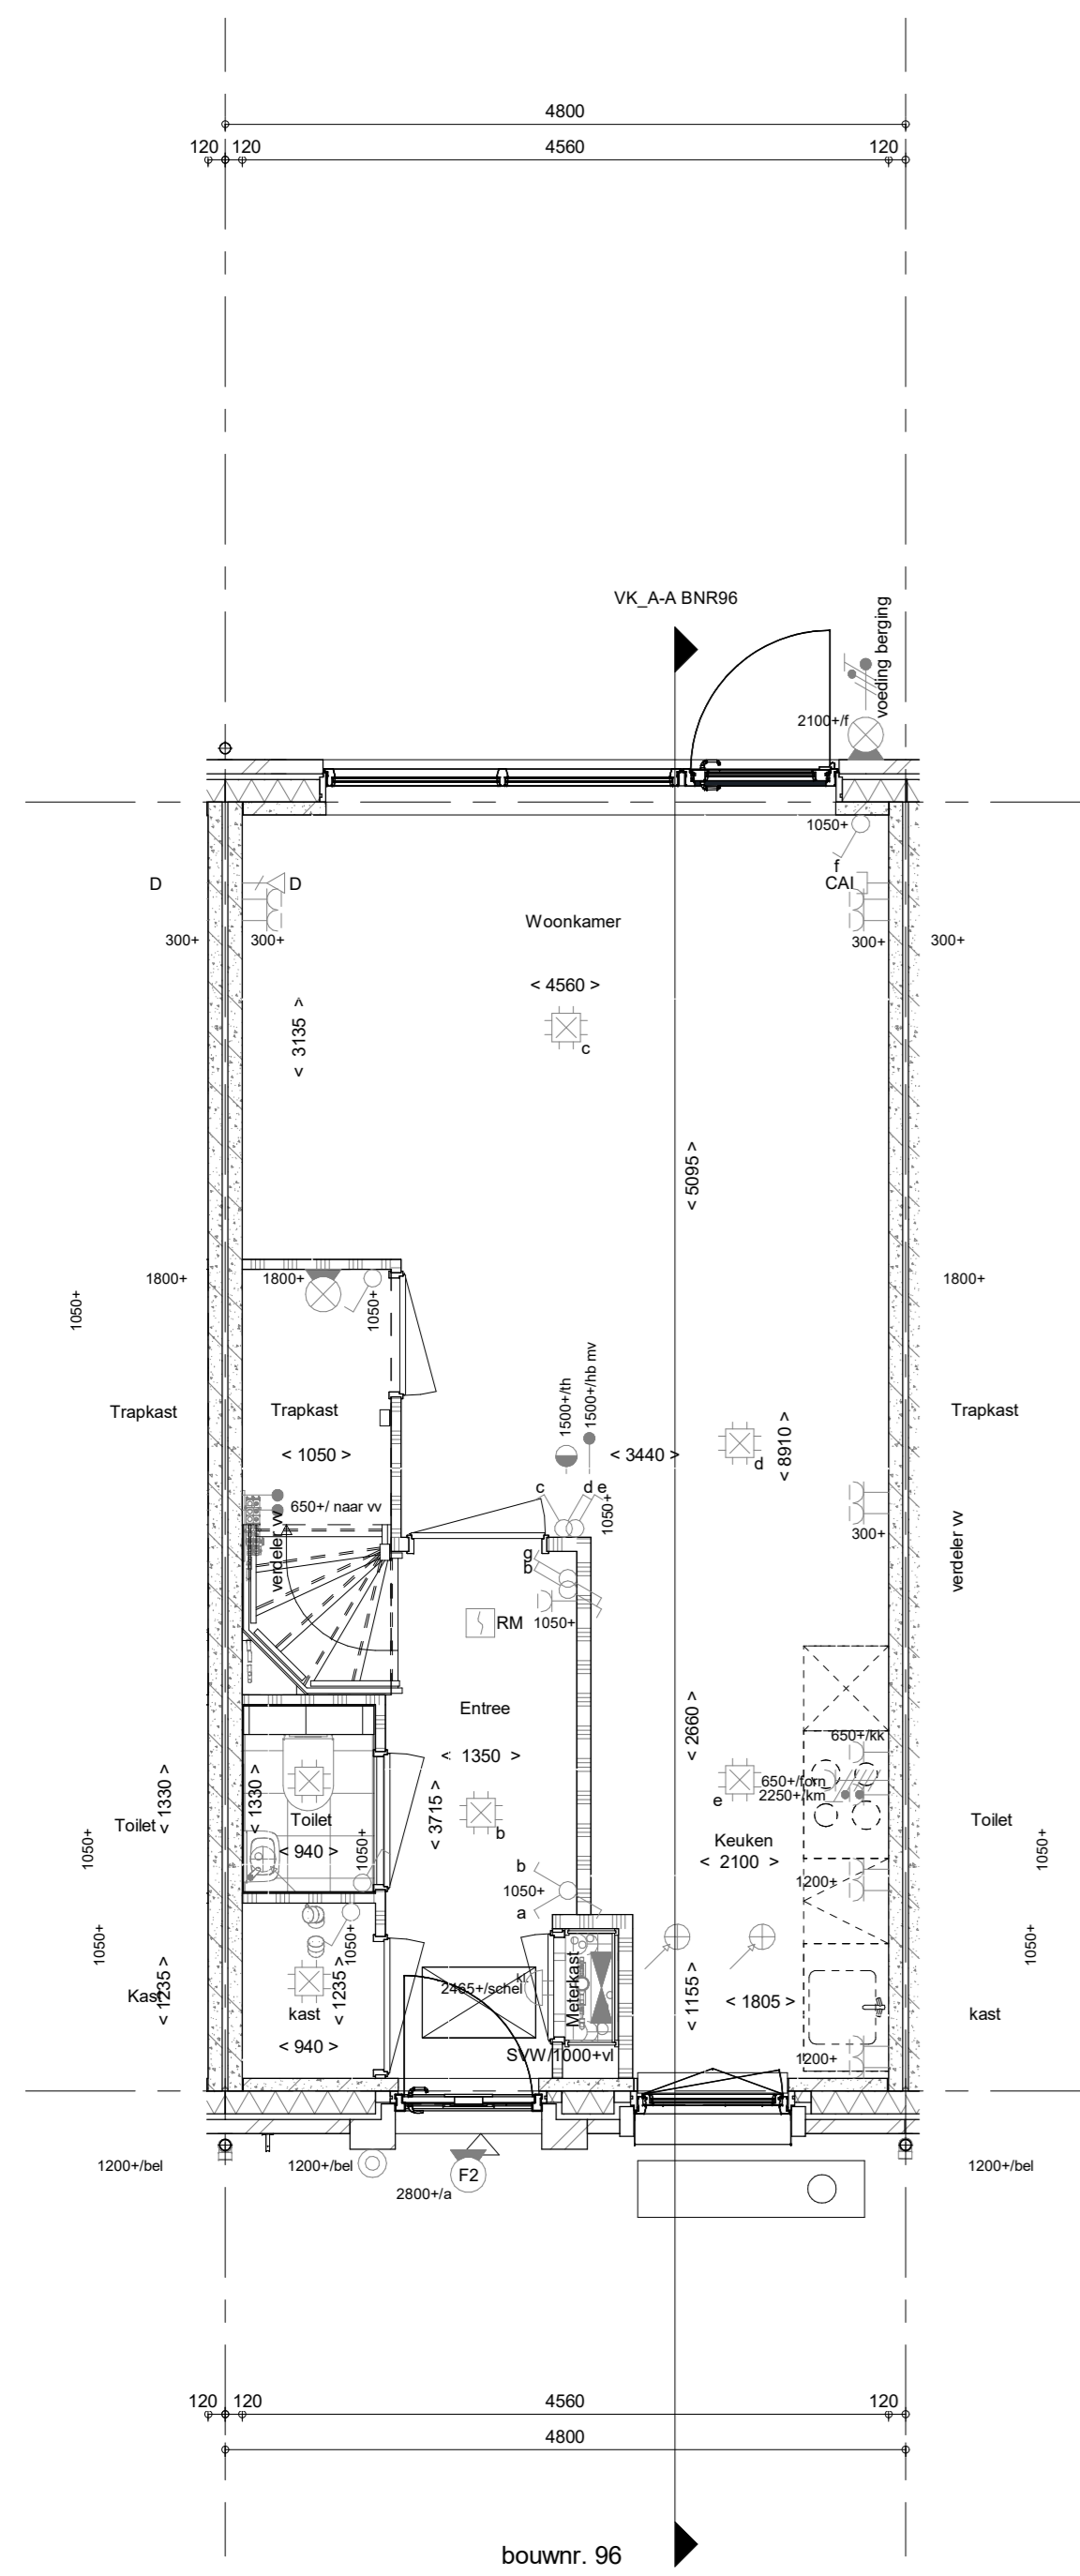 4800
120 120 4560 120
VK_A-A BNR96
voeding berging
2100+/f
1050+
f
D D CAI
300+ 300+ 300+ 300+
Woonkamer
< 4560 >
c
< 3135 >
< 5095 >
1800+ 1800+ 1800+
1050+ 1050+
1500+/th
1500+/hb mv
Trapkast Trapkast Trapkast
< 1050 > < 3440 >
d
< 8910 >
c d e
1050+
650+/ naar vv
300+
verdeler vv verdeler vv
g
b
1050+
RM
Entree
< 1350 >
< 2660 >
650+/kk
650+/forn
2250+/km
e
< 1330 > < 1330 >
Toilet Toilet Toilet
< 3715 >
b
Keuken
< 2100 >
< 940 >
1050+ 1050+ 1050+
b
1050+
a
1200+
1050+ 1050+ 1050+
< 1235 > < 1235 >
Kast kast kast
2465+/schel
kl.
Meterkast
< 1155 >
< 1805 >
< 940 >
SVW/1000+vl
1200+
1200+/bel 1200+/bel 1200+/bel
F2
2800+/a
120 120 4560 120
4800
bouwnr. 96